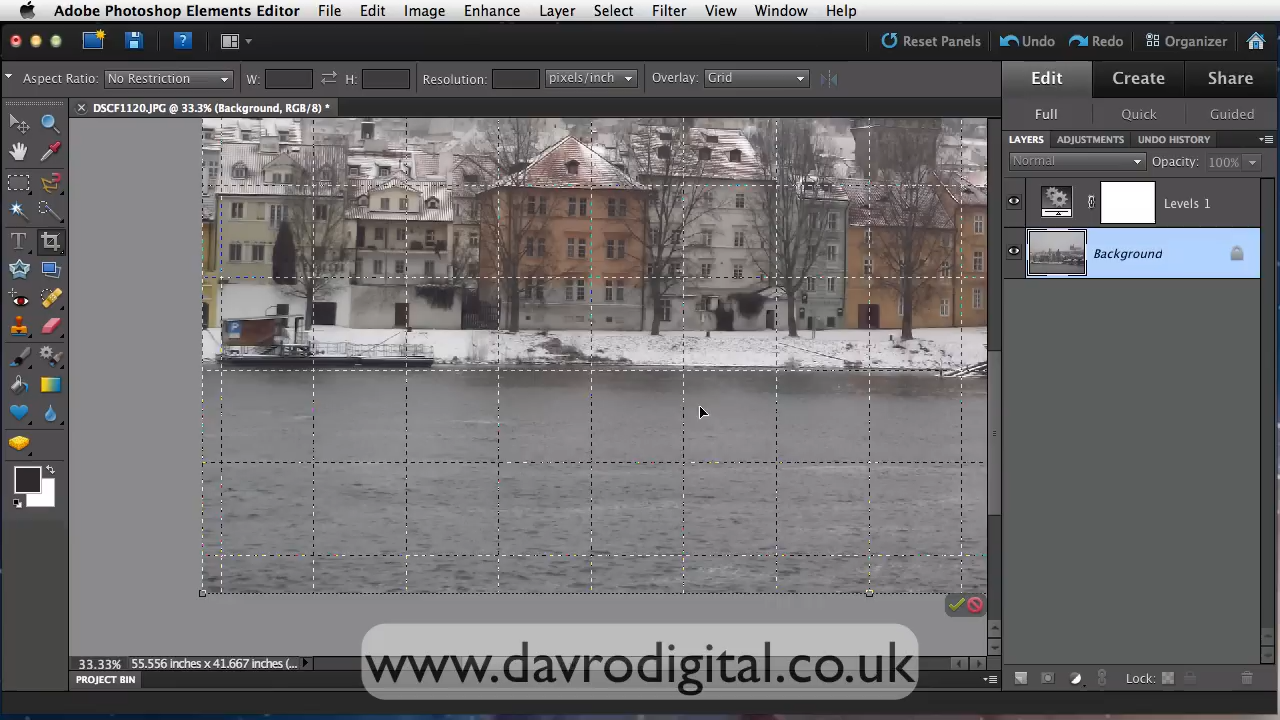 Adobe Photoshop Elements Editor File Edit Image Enhance Layer Select Filter View Window Help
Reset Panels Undo Redo Organizer
Aspect Ratio: No Restriction W: H: Resolution: pixels/inch Overlay: Grid
Edit Create Share
DSCF1120.JPG @ 33.3% (Background, RGB/8) *
Full Quick Guided
LAYERS ADJUSTMENTS UNDO HISTORY
Normal Opacity: 100%
Levels 1
Background
www.davrodigital.co.uk
33.33% 55.556 inches x 41.667 inches (...
PROJECT BIN
Lock: